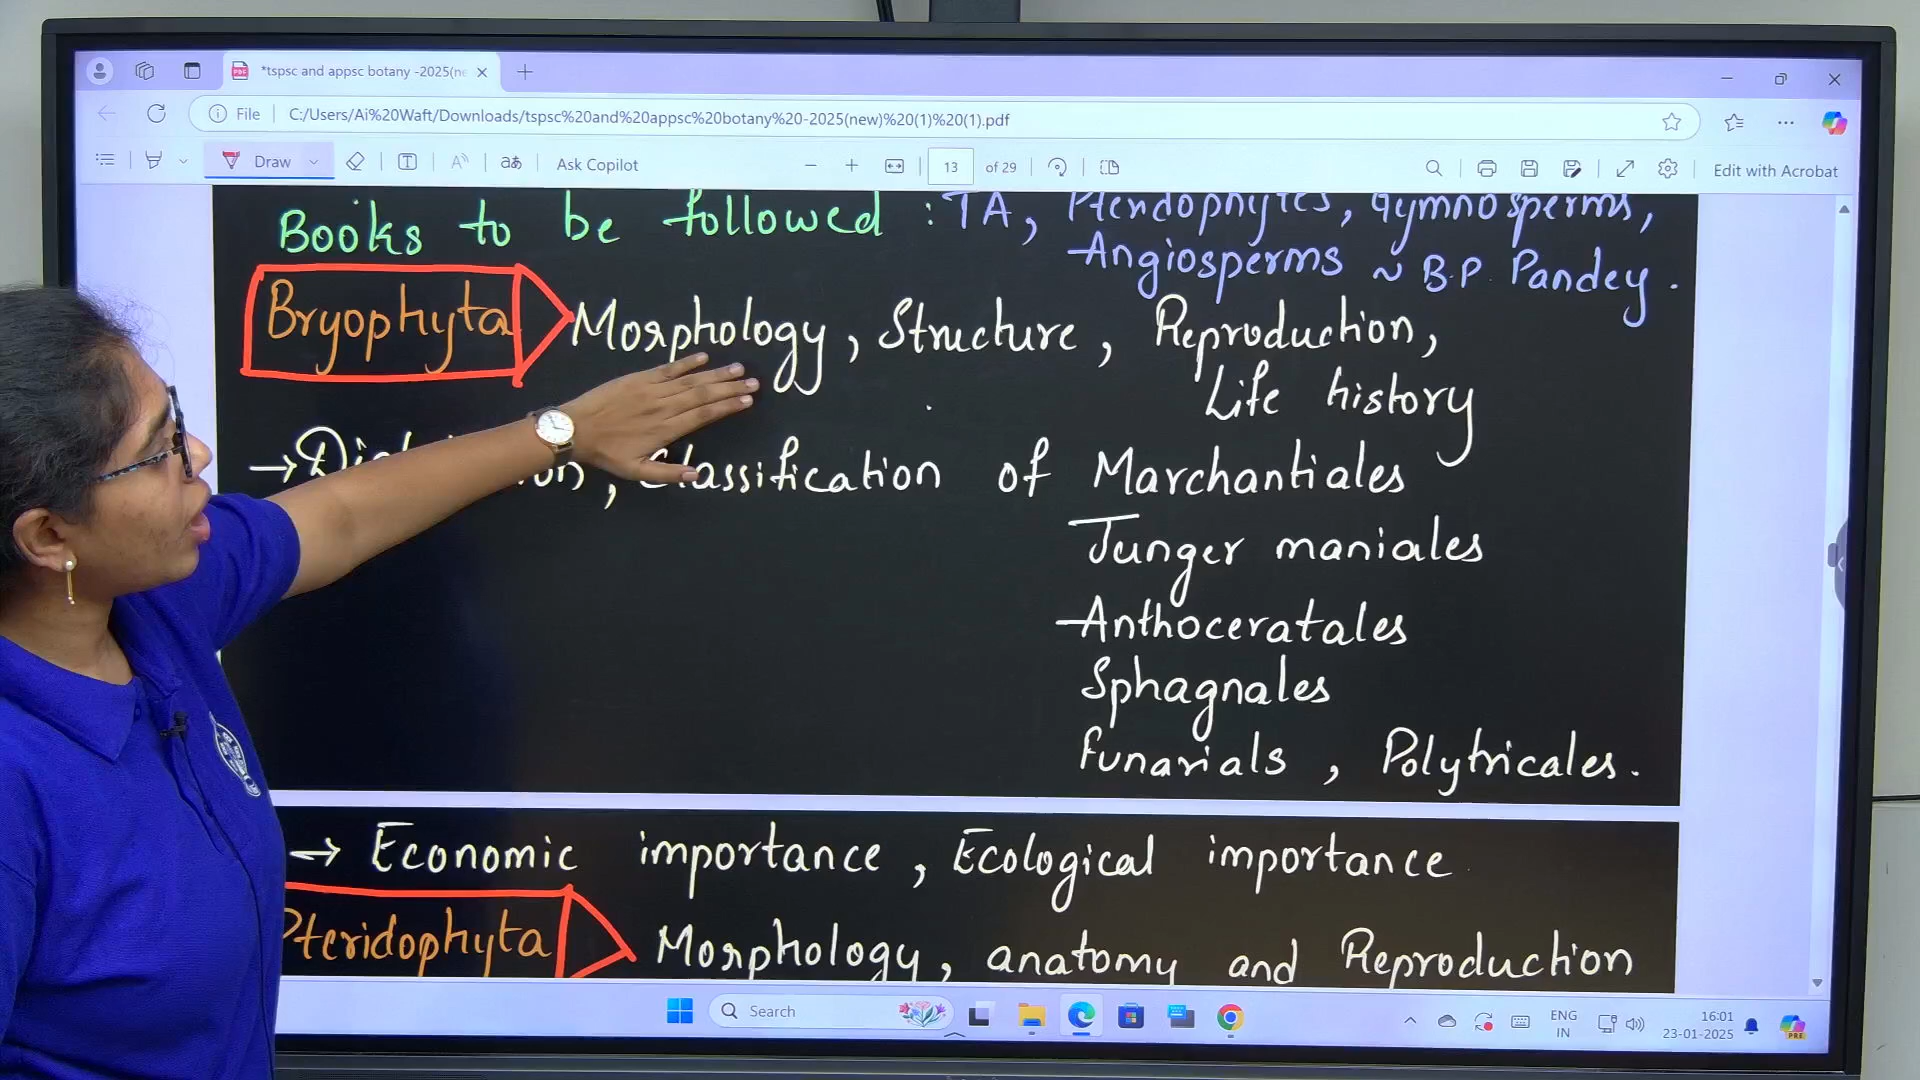 *tspsc and appsc botany -2025(ne
File C:/Users/Ai%20Waft/Downloads/tspsc%20and%20appsc%20botany%20-2025(new)%20(1)%20(1).pdf
Draw aあ Ask Copilot 13 of 29 Edit with Acrobat
Books to be followed : TA, Pteridophytes, Gymnosperms,
Angiosperms ~ B.P. Pandey.
Bryophyta Morphology, Structure, Reproduction,
Life history
→ , Classification of Marchantiales
Junger maniales
Anthoceratales
Sphagnales
Funarials , Polytricales.
→ Economic importance , Ecological importance
Pteridophyta Morphology, anatomy and Reproduction
Search ENG 16:01
IN 23-01-2025